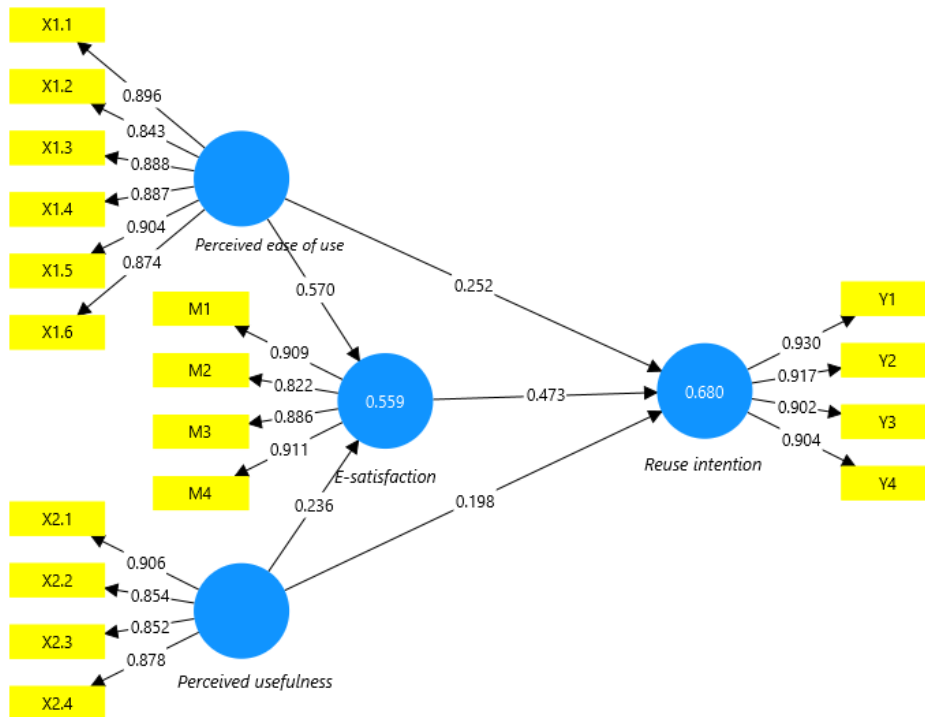 X1.1
0.896
X1.2
0.843
X1.3
0.888
X1.4
0.887
X1.5
0.904
X1.6
0.874
Perceived ease of use
0.570
0.252
M1
0.909
M2
0.822
M3
0.886
M4
0.911
0.559
E-satisfaction
0.473
0.236
0.198
X2.1
0.906
X2.2
0.854
X2.3
0.852
X2.4
0.878
Perceived usefulness
0.680
Reuse intention
Y1
0.930
Y2
0.917
Y3
0.902
Y4
0.904